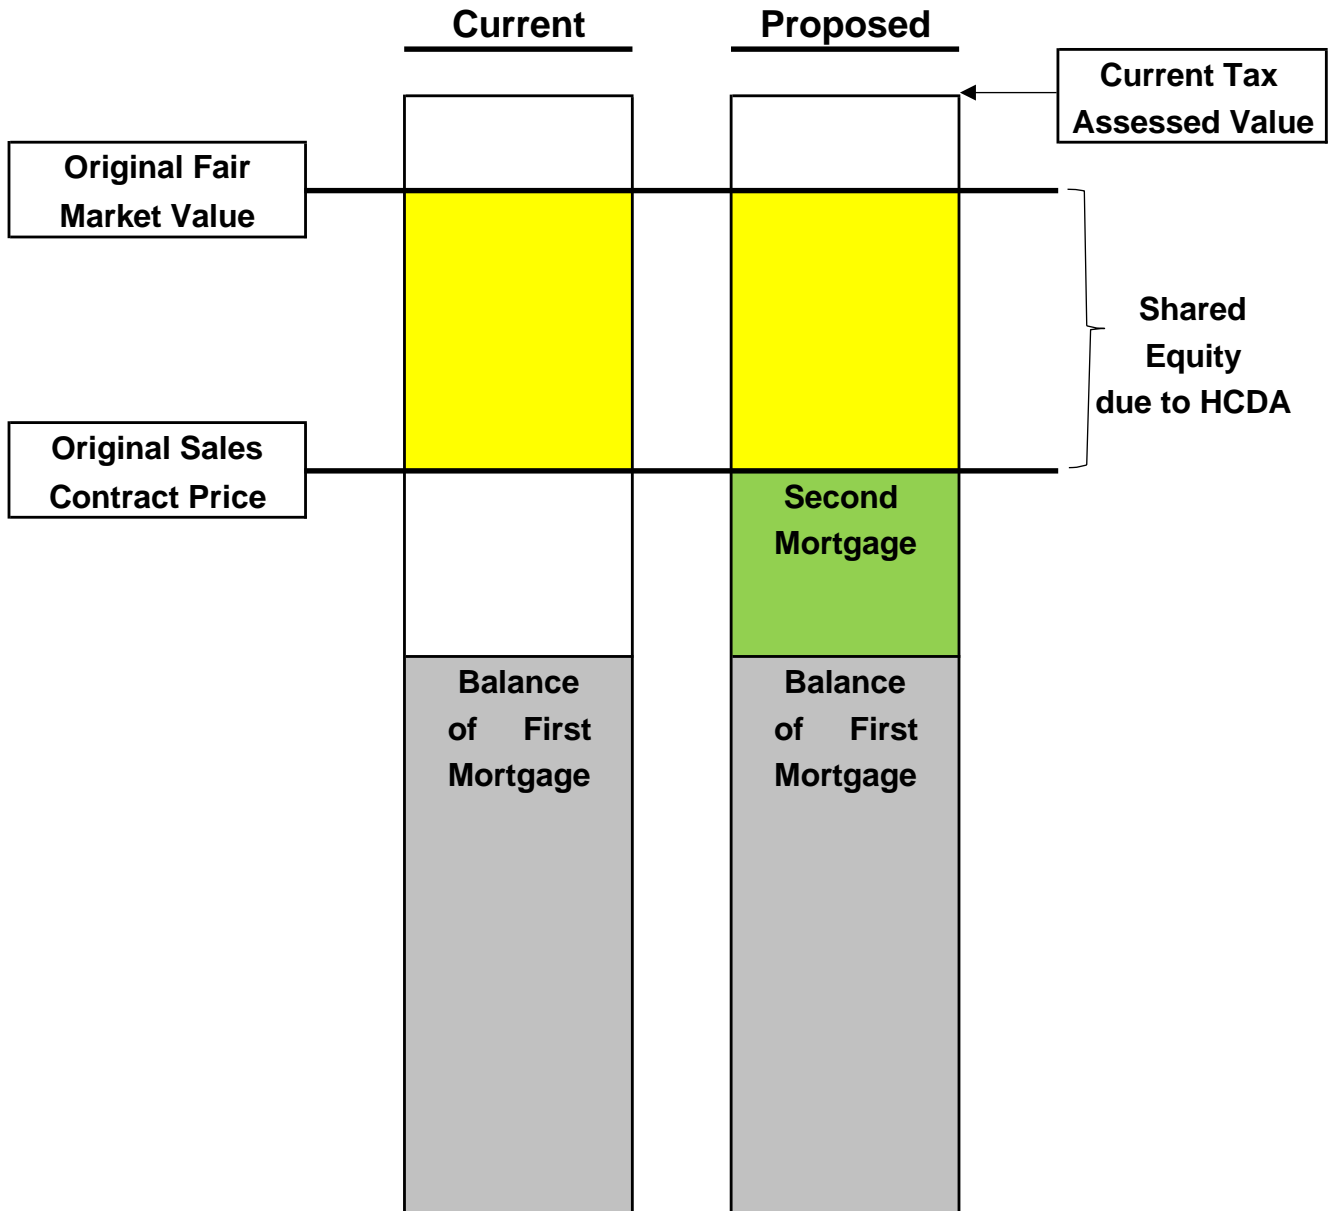 Current
Proposed
Current Tax
Assessed Value
Original Fair
Market Value
Shared
Equity
due to HCDA
Original Sales
Contract Price
Second
Mortgage
Balance
of First
Mortgage
Balance
of First
Mortgage